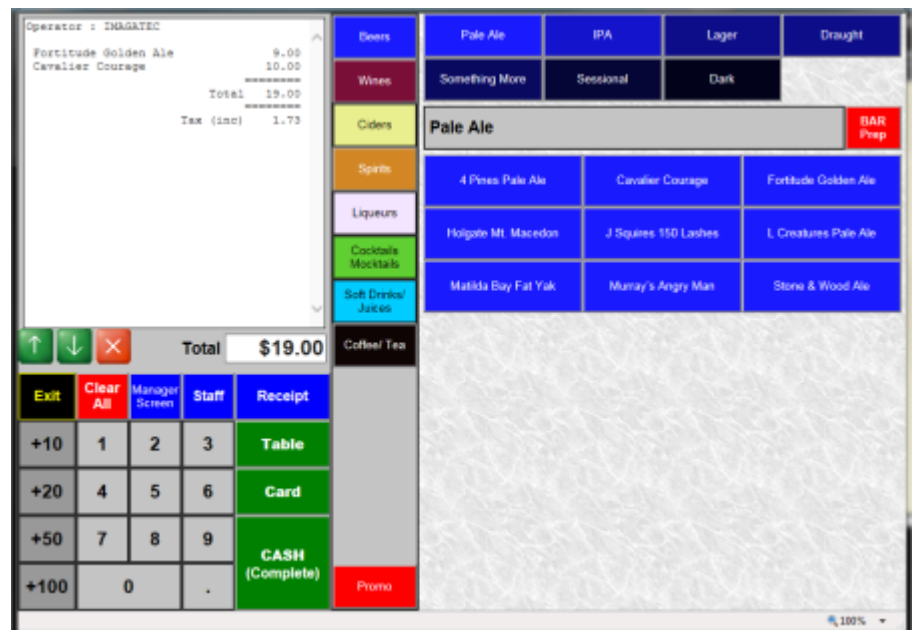 Operator : IMAGATEC
Fortitude Golden Ale 9.00
Cavalier Courage 10.00
========
Total 19.00
========
Tax (inc) 1.73
Total $19.00
Exit
Clear All
Manager Screen
Staff
Receipt
+10 1 2 3 Table
+20 4 5 6 Card
+50 7 8 9
CASH (Complete)
+100 0 .
Beers
Wines
Ciders
Spirits
Liqueurs
Cocktails
Mocktails
Soft Drinks/
Juices
Coffee/ Tea
Promo
Pale Ale IPA Lager Draught
Something More Sessional Dark
Pale Ale
BAR
Prep
4 Pines Pale Ale Cavalier Courage Fortitude Golden Ale
Holgate Mt. Macedon J Squires 150 Lashes L Creatures Pale Ale
Matilda Bay Fat Yak Murray's Angry Man Stone & Wood Ale
100%